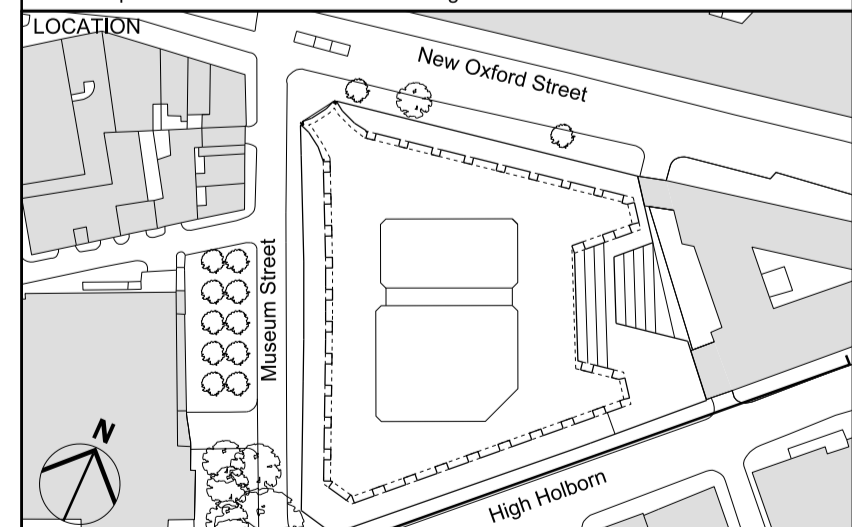 LOCATION
New Oxford Street
Museum Street
N
High Holborn